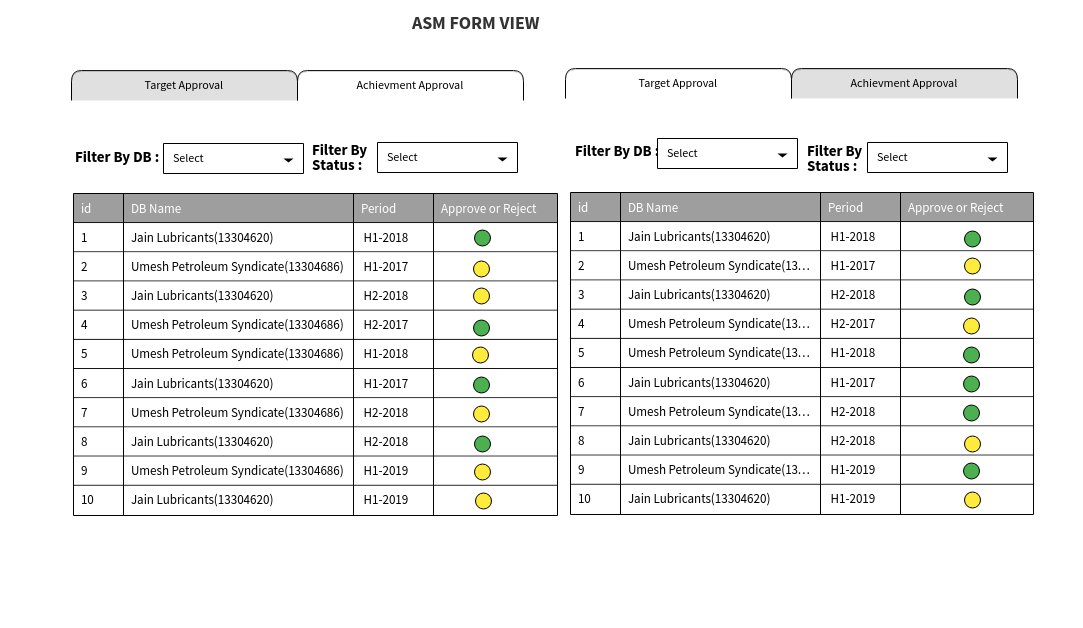 ASM FORM VIEW
Target Approval
Achievment Approval
Filter By DB :
Select
Filter By
Status :
Select
id DB Name Period Approve or Reject
1 Jain Lubricants(13304620) H1-2018
2 Umesh Petroleum Syndicate(13304686) H1-2017
3 Jain Lubricants(13304620) H2-2018
4 Umesh Petroleum Syndicate(13304686) H2-2017
5 Umesh Petroleum Syndicate(13304686) H1-2018
6 Jain Lubricants(13304620) H1-2017
7 Umesh Petroleum Syndicate(13304686) H2-2018
8 Jain Lubricants(13304620) H2-2018
9 Umesh Petroleum Syndicate(13304686) H1-2019
10 Jain Lubricants(13304620) H1-2019
Target Approval
Achievment Approval
Filter By DB :
Select
Filter By
Status :
Select
id DB Name Period Approve or Reject
1 Jain Lubricants(13304620) H1-2018
2 Umesh Petroleum Syndicate(13... H1-2017
3 Jain Lubricants(13304620) H2-2018
4 Umesh Petroleum Syndicate(13... H2-2017
5 Umesh Petroleum Syndicate(13... H1-2018
6 Jain Lubricants(13304620) H1-2017
7 Umesh Petroleum Syndicate(13... H2-2018
8 Jain Lubricants(13304620) H2-2018
9 Umesh Petroleum Syndicate(13... H1-2019
10 Jain Lubricants(13304620) H1-2019